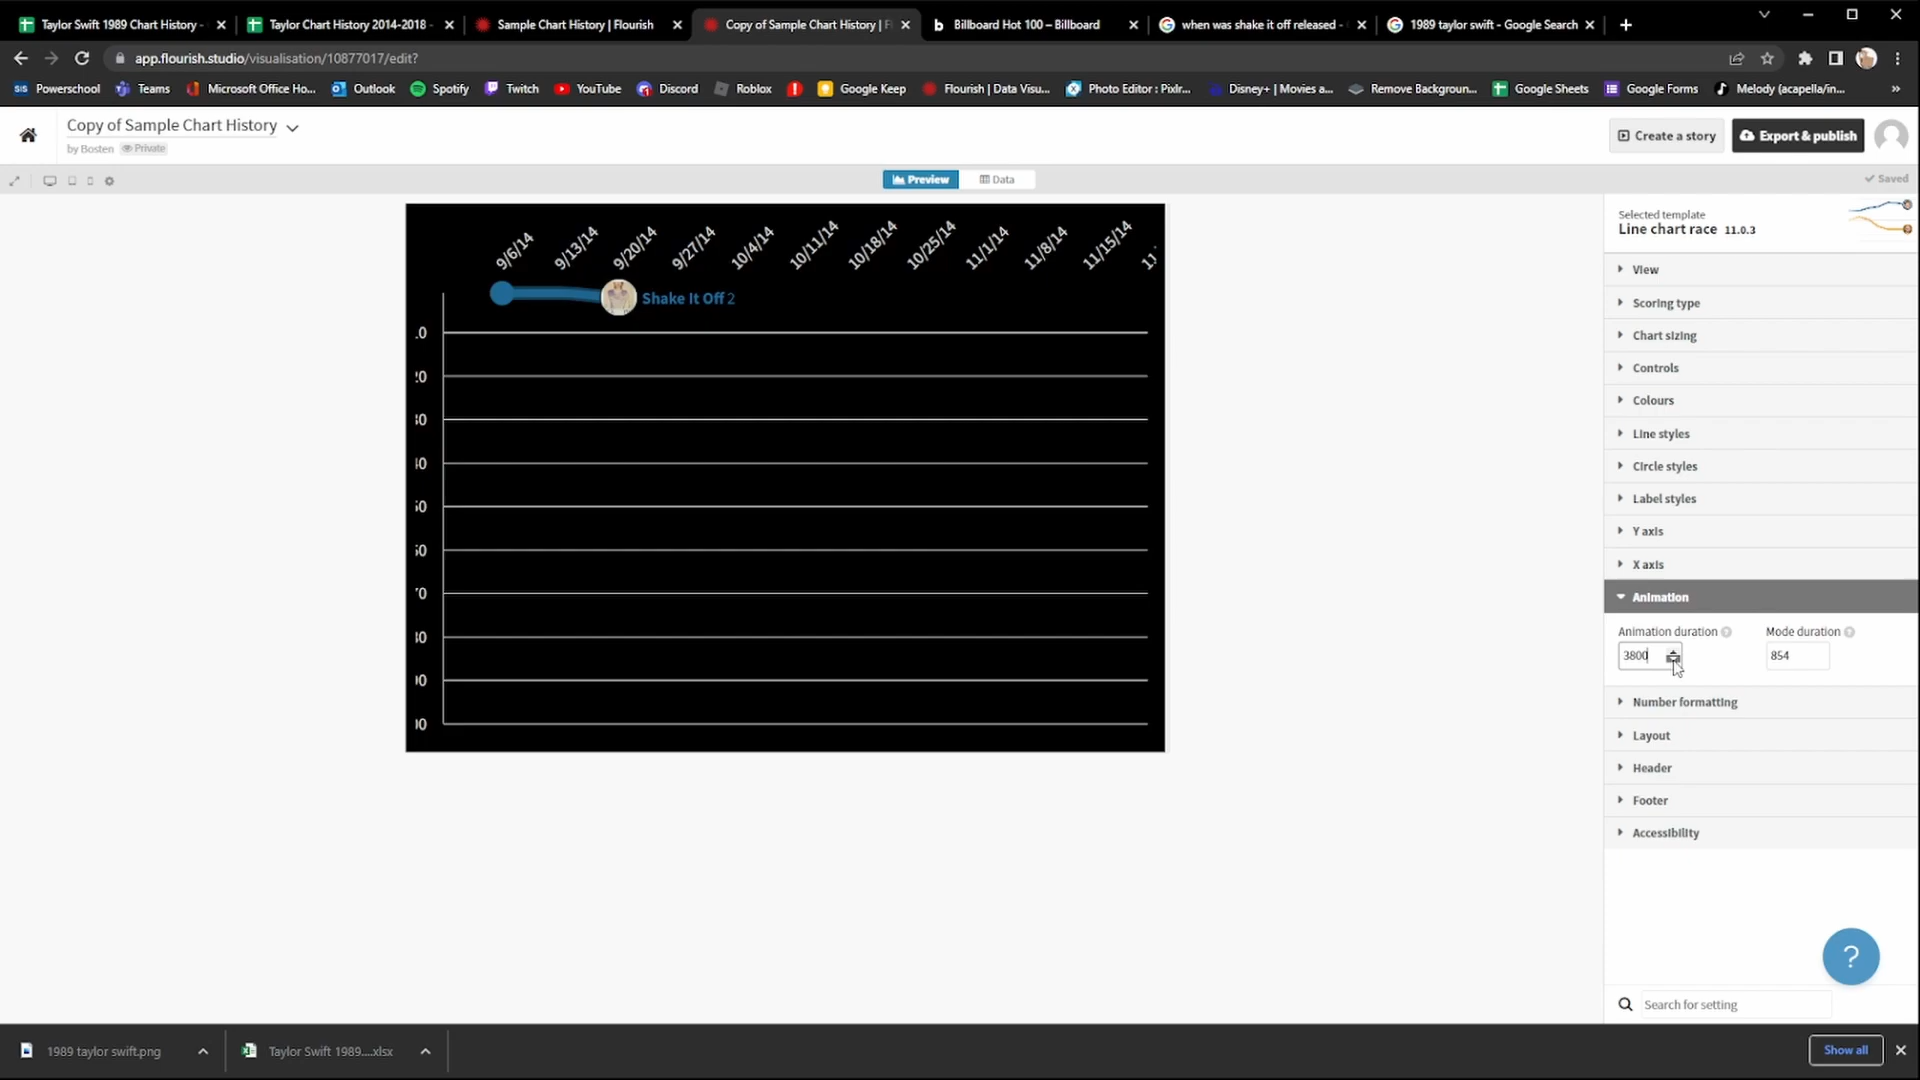 Taylor Swift 1989 Chart History -
Taylor Chart History 2014-2018 -
Sample Chart History | Flourish
Copy of Sample Chart History | F
Billboard Hot 100 – Billboard
when was shake it off released -
1989 taylor swift - Google Search
app.flourish.studio/visualisation/10877017/edit?
SIS Powerschool
Teams
Microsoft Office Ho...
Outlook
Spotify
Twitch
YouTube
Discord
Roblox
Google Keep
Flourish | Data Visu...
Photo Editor : Pixlr...
Disney+ | Movies a...
Remove Backgroun...
Google Sheets
Google Forms
Melody (acapella/in...
»
Copy of Sample Chart History
by Bosten Private
Create a story
Export & publish
Preview
Data
Saved
9/6/14
9/13/14
9/20/14
9/27/14
10/4/14
10/11/14
10/18/14
10/25/14
11/1/14
11/8/14
11/15/14
Shake It Off 2
Selected template
Line chart race 11.0.3
View
Scoring type
Chart sizing
Controls
Colours
Line styles
Circle styles
Label styles
Y axis
X axis
Animation
Animation duration ?
Mode duration ?
3800
854
Number formatting
Layout
Header
Footer
Accessibility
?
Search for setting
1989 taylor swift.png
Taylor Swift 1989....xlsx
Show all